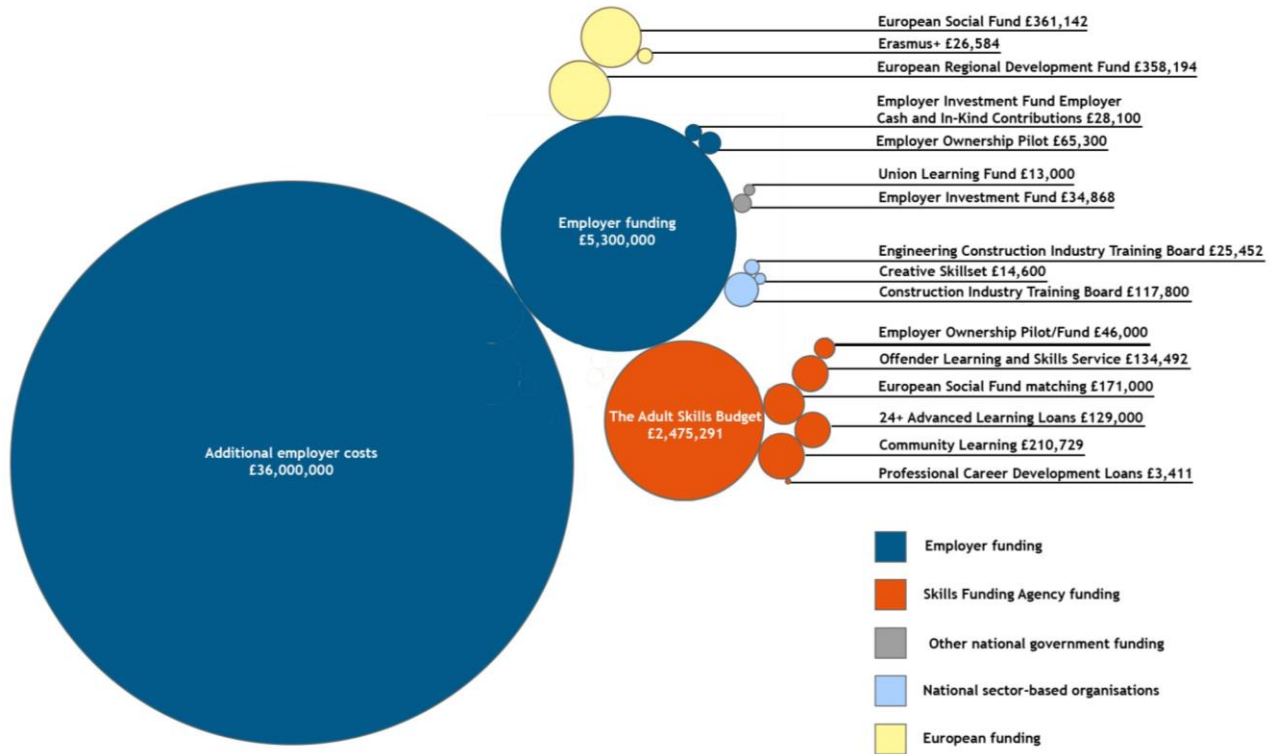 European Social Fund £361,142
Erasmus+ £26,584
European Regional Development Fund £358,194
Employer Investment Fund Employer
Cash and In-Kind Contributions £28,100
Employer Ownership Pilot £65,300
Union Learning Fund £13,000
Employer Investment Fund £34,868
Employer funding
£5,300,000
Engineering Construction Industry Training Board £25,452
Creative Skillset £14,600
Construction Industry Training Board £117,800
Employer Ownership Pilot/Fund £46,000
Offender Learning and Skills Service £134,492
European Social Fund matching £171,000
24+ Advanced Learning Loans £129,000
Community Learning £210,729
Professional Career Development Loans £3,411
The Adult Skills Budget
£2,475,291
Additional employer costs
£36,000,000
Employer funding
Skills Funding Agency funding
Other national government funding
National sector-based organisations
European funding